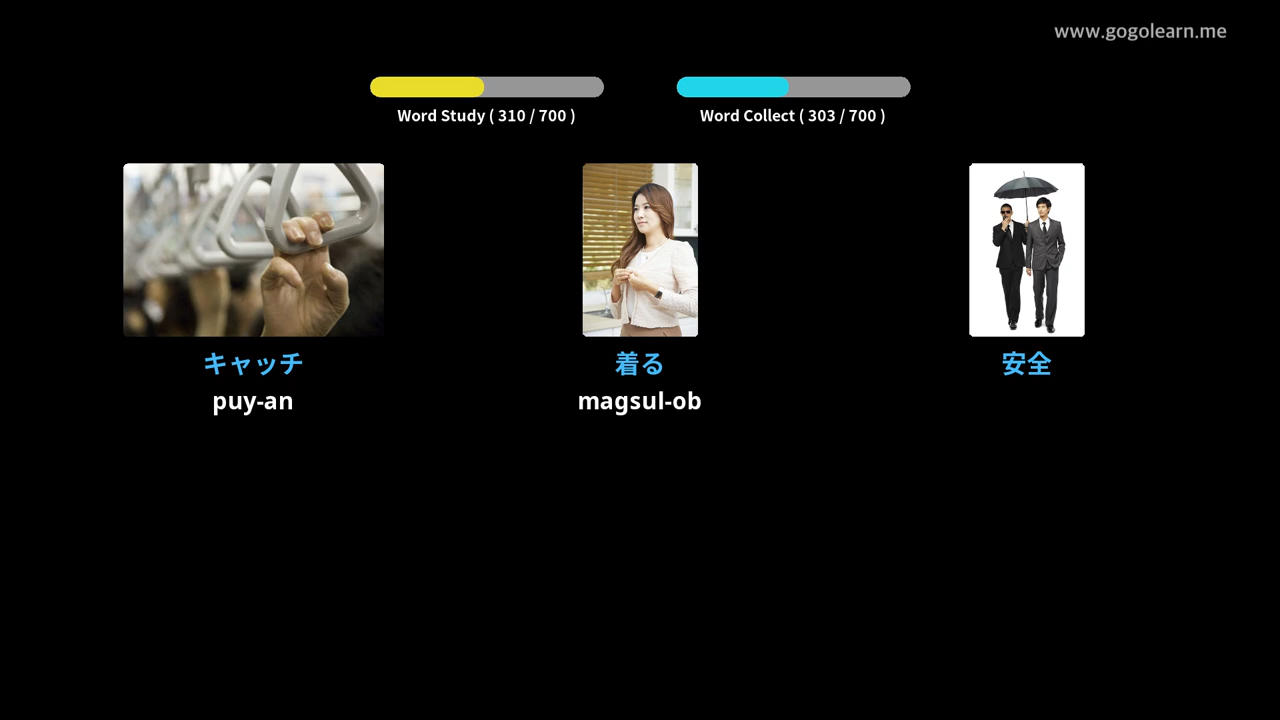 www.gogolearn.me
Word Study ( 310 / 700 )
Word Collect ( 303 / 700 )
キャッチ
puy-an
着る
magsul-ob
安全